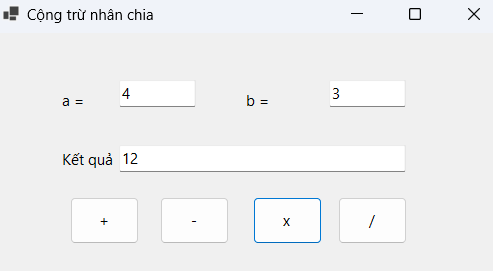 Cộng trừ nhân chia
a = 4 b = 3
Kết quả 12
+ - x /